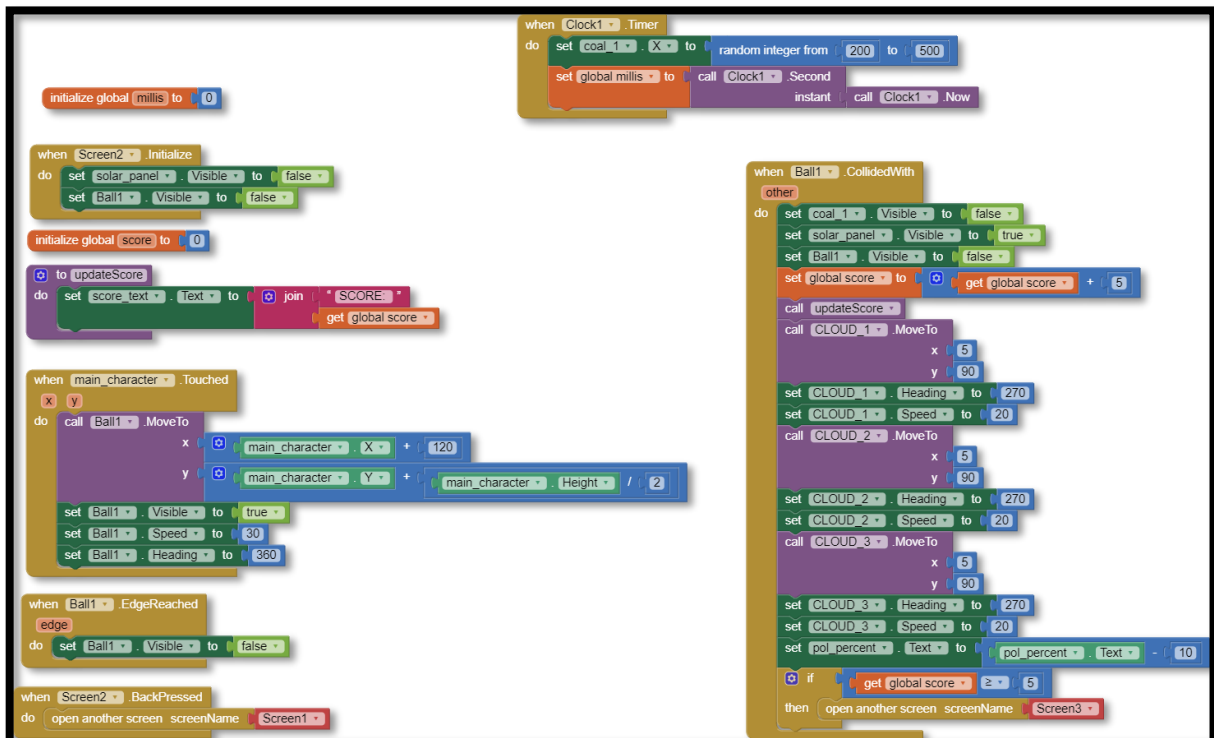 when Clock1 .Timer
do set coal_1 . X to random integer from 200 to 500
set global millis to call Clock1 .Second
instant call Clock1 .Now
initialize global millis to 0
when Screen2 .Initialize
do set solar_panel . Visible to false
set Ball1 . Visible to false
initialize global score to 0
to updateScore
do set score_text . Text to join " SCORE: "
get global score
when main_character .Touched
x y
do call Ball1 .MoveTo
x main_character . X + 120
y main_character . Y + main_character . Height / 2
set Ball1 . Visible to true
set Ball1 . Speed to 30
set Ball1 . Heading to 360
when Ball1 .EdgeReached
edge
do set Ball1 . Visible to false
when Screen2 .BackPressed
do open another screen screenName Screen1
when Ball1 .CollidedWith
other
do set coal_1 . Visible to false
set solar_panel . Visible to true
set Ball1 . Visible to false
set global score to get global score + 5
call updateScore
call CLOUD_1 .MoveTo
x 5
y 90
set CLOUD_1 . Heading to 270
set CLOUD_1 . Speed to 20
call CLOUD_2 .MoveTo
x 5
y 90
set CLOUD_2 . Heading to 270
set CLOUD_2 . Speed to 20
call CLOUD_3 .MoveTo
x 5
y 90
set CLOUD_3 . Heading to 270
set CLOUD_3 . Speed to 20
set pol_percent . Text to pol_percent . Text - 10
if get global score ≥ 5
then open another screen screenName Screen3